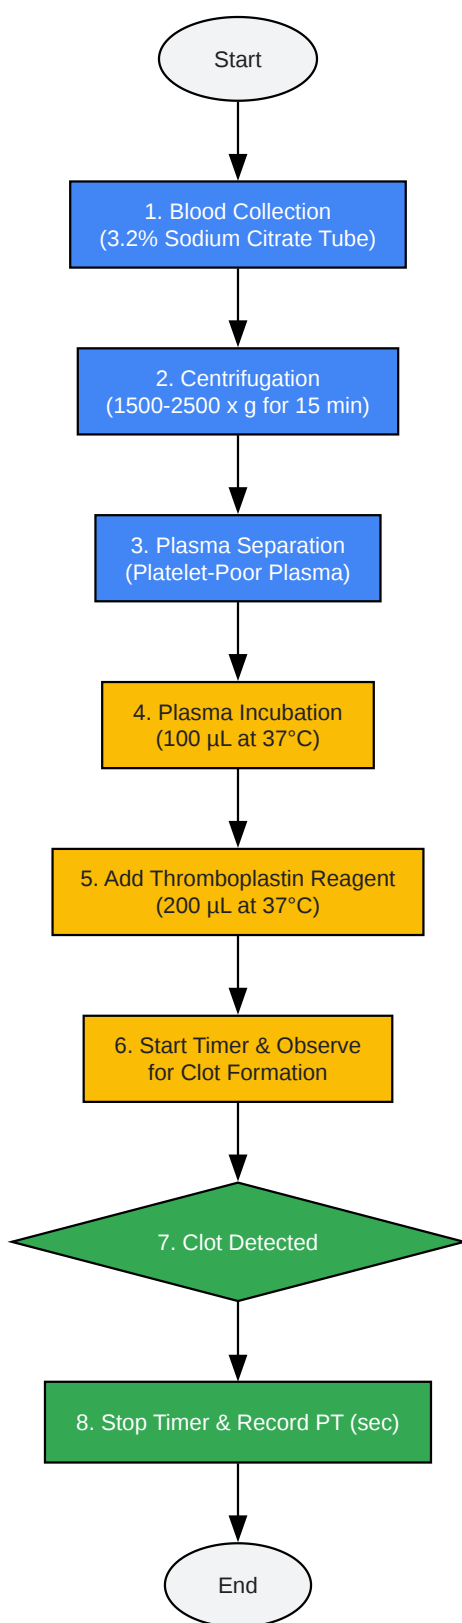 Start
1. Blood Collection
(3.2% Sodium Citrate Tube)
2. Centrifugation
(1500-2500 x g for 15 min)
3. Plasma Separation
(Platelet-Poor Plasma)
4. Plasma Incubation
(100 µL at 37°C)
5. Add Thromboplastin Reagent
(200 µL at 37°C)
6. Start Timer & Observe
for Clot Formation
7. Clot Detected
8. Stop Timer & Record PT (sec)
End